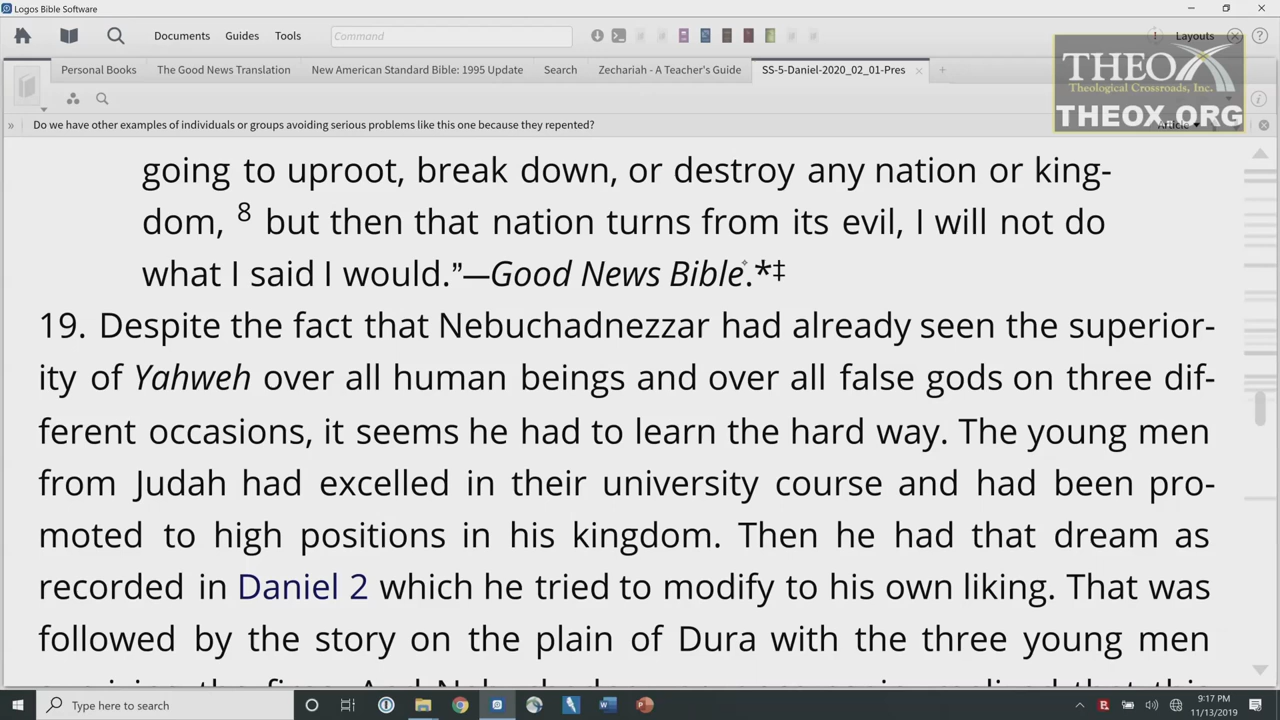 Logos Bible Software
Documents Guides Tools Command Layouts
THEOX
Theological Crossroads, Inc.
THEOX.ORG
Personal Books The Good News Translation New American Standard Bible: 1995 Update Search Zechariah - A Teacher's Guide SS-5-Daniel-2020_02_01-Pres
Do we have other examples of individuals or groups avoiding serious problems like this one because they repented?
going to uproot, break down, or destroy any nation or king-
dom, 8 but then that nation turns from its evil, I will not do
what I said I would.”—Good News Bible.*‡
19. Despite the fact that Nebuchadnezzar had already seen the superior-
ity of Yahweh over all human beings and over all false gods on three dif-
ferent occasions, it seems he had to learn the hard way. The young men
from Judah had excelled in their university course and had been pro-
moted to high positions in his kingdom. Then he had that dream as
recorded in Daniel 2 which he tried to modify to his own liking. That was
followed by the story on the plain of Dura with the three young men
Type here to search
9:17 PM
11/13/2019